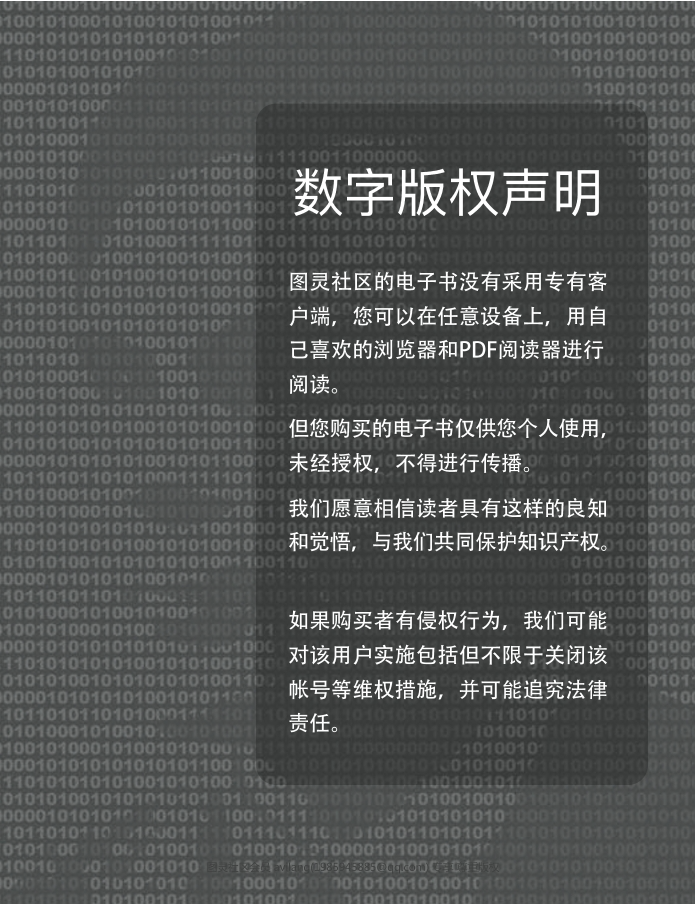 数字版权声明
图灵社区的电子书没有采用专有客
户端，您可以在任意设备上，用自
己喜欢的浏览器和PDF阅读器进行
阅读。
但您购买的电子书仅供您个人使用，
未经授权，不得进行传播。
我们愿意相信读者具有这样的良知
和觉悟，与我们共同保护知识产权。
如果购买者有侵权行为，我们可能
对该用户实施包括但不限于关闭该
帐号等维权措施，并可能追究法律
责任。